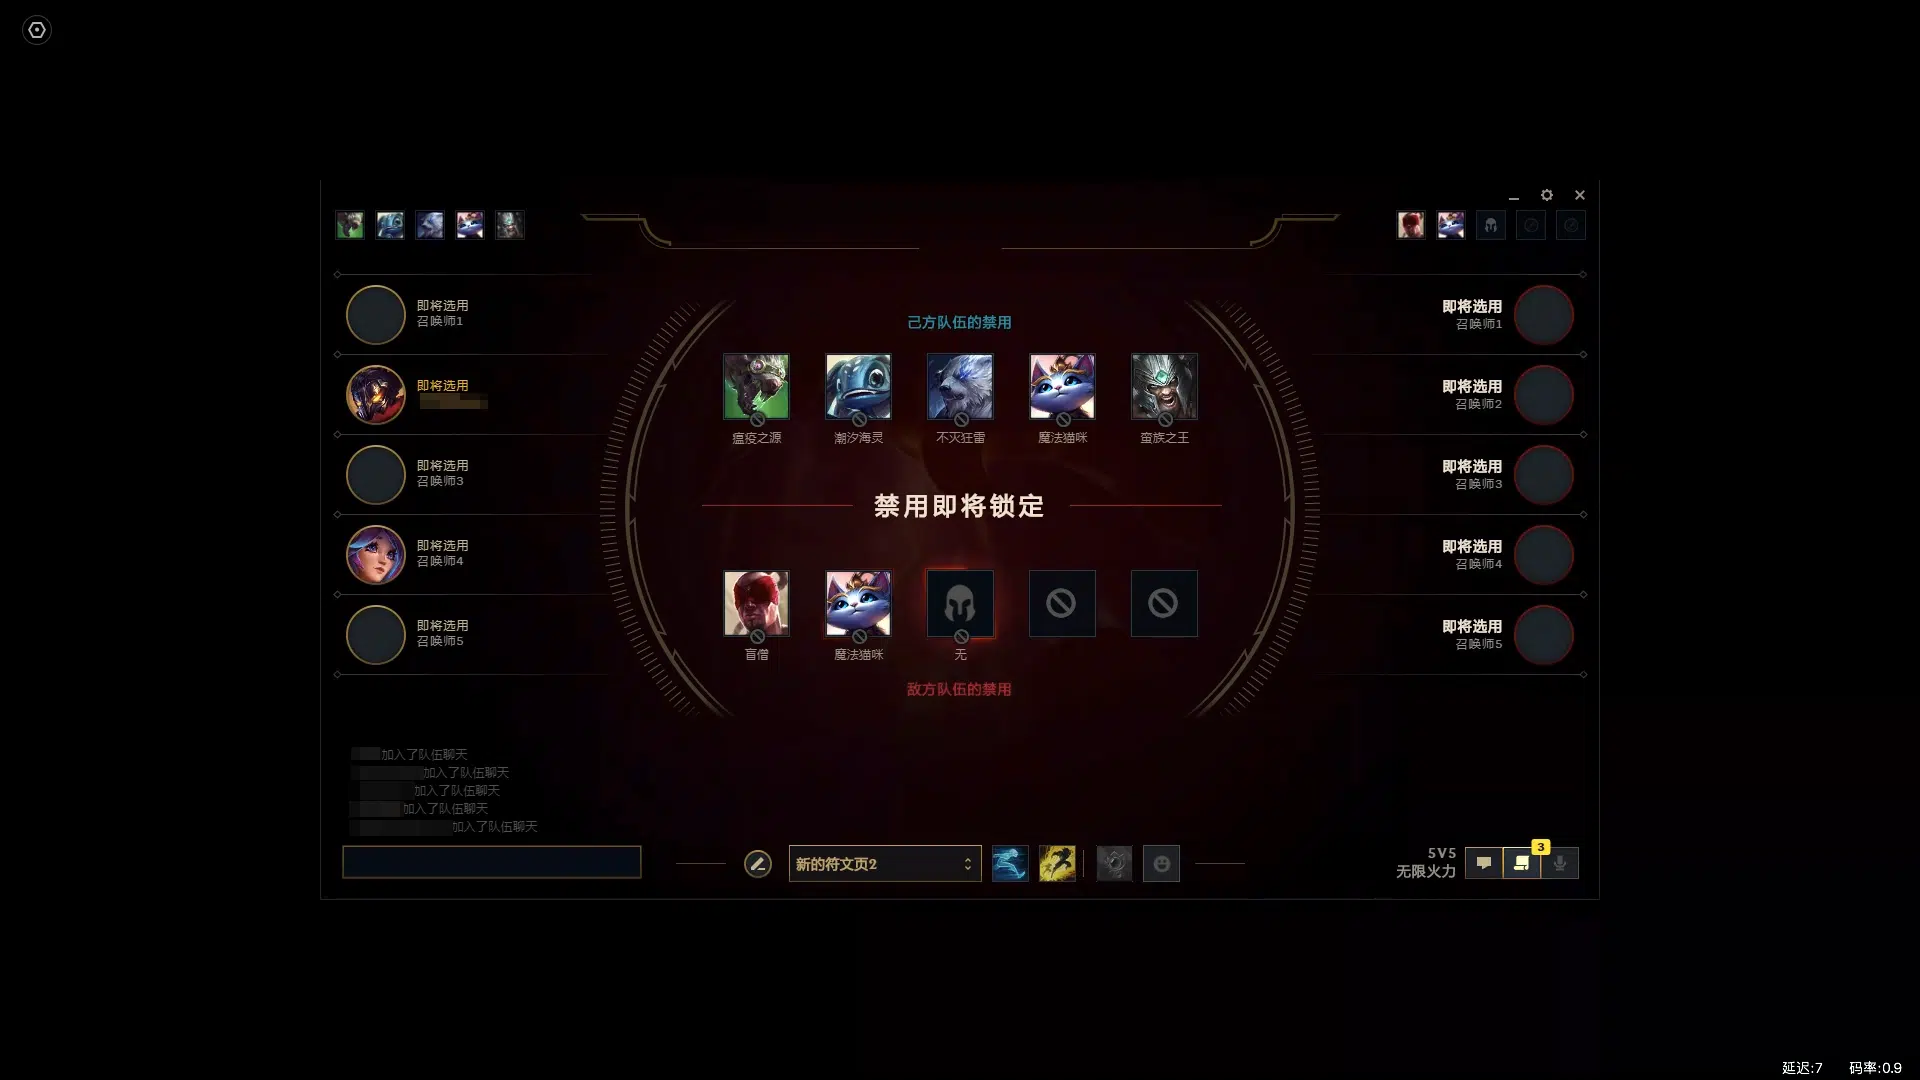 即将选用
召唤师1
即将选用
即将选用
召唤师3
即将选用
召唤师4
即将选用
召唤师5
己方队伍的禁用
瘟疫之源
潮汐海灵
不灭狂雷
魔法猫咪
蛮族之王
禁用即将锁定
盲僧
魔法猫咪
无
敌方队伍的禁用
即将选用
召唤师1
即将选用
召唤师2
即将选用
召唤师3
即将选用
召唤师4
即将选用
召唤师5
加入了队伍聊天
加入了队伍聊天
加入了队伍聊天
加入了队伍聊天
加入了队伍聊天
新的符文页2
5V5
无限火力
3
延迟:7 码率:0.9